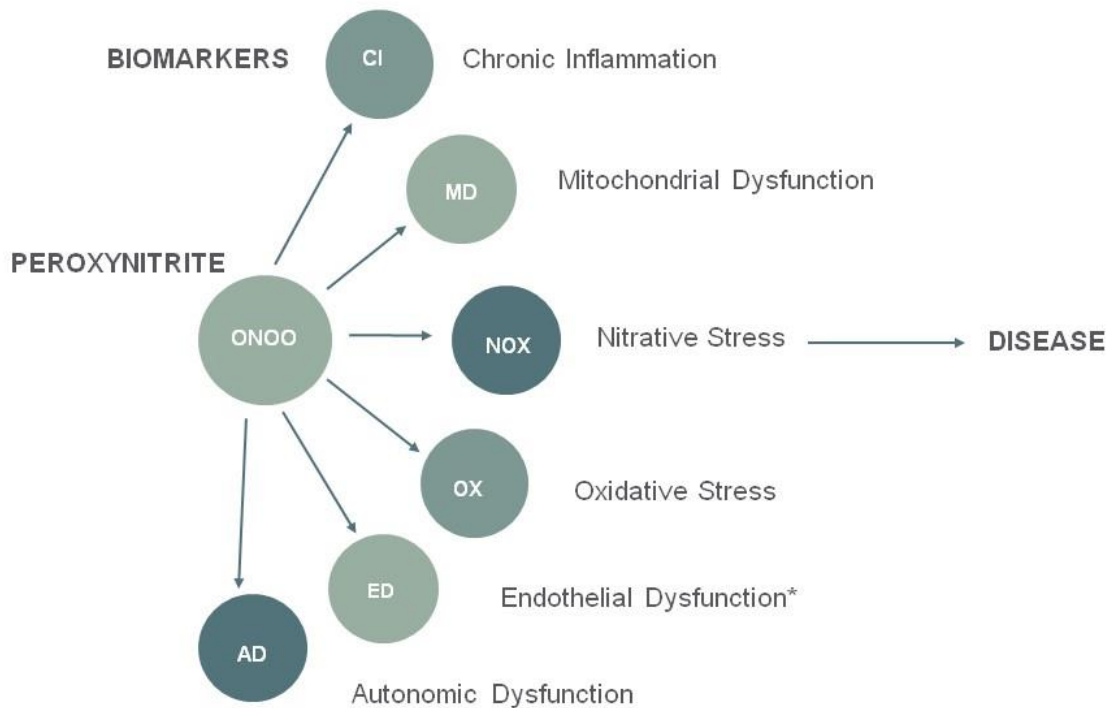 BIOMARKERS
CI
Chronic Inflammation
MD
Mitochondrial Dysfunction
PEROXYNITRITE
ONOO
NOX
Nitrative Stress
DISEASE
OX
Oxidative Stress
ED
Endothelial Dysfunction*
AD
Autonomic Dysfunction